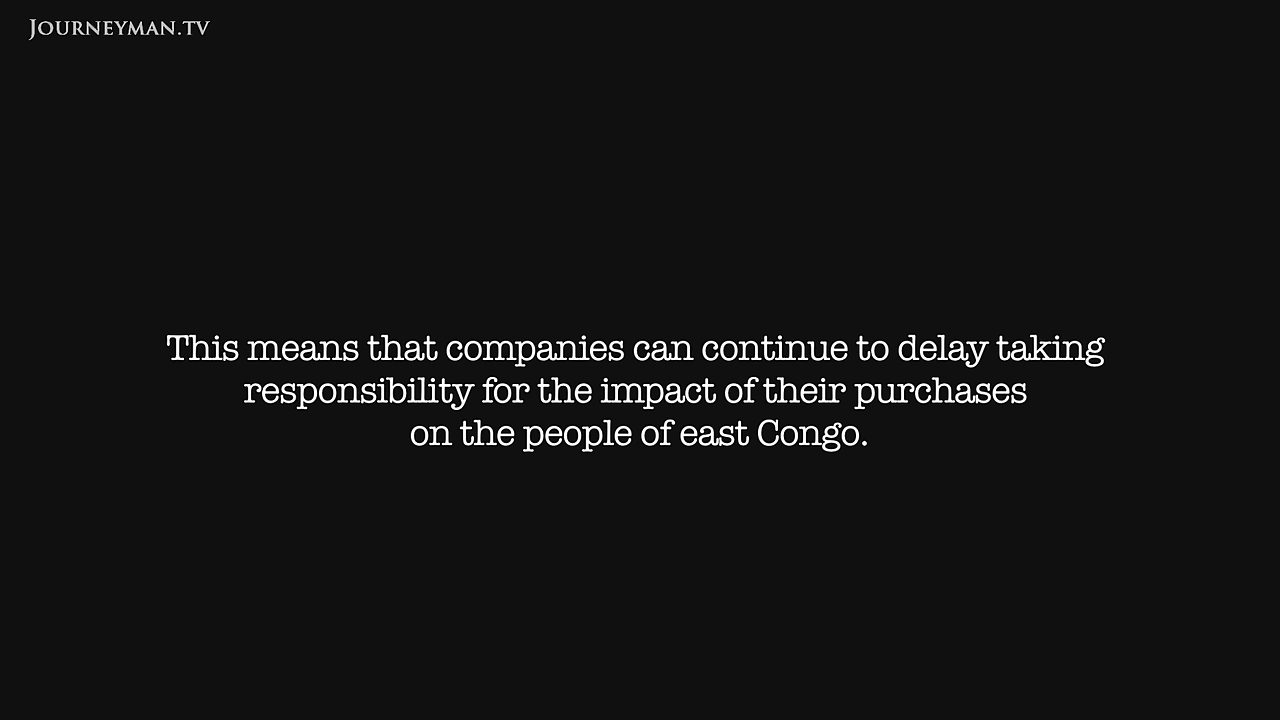 JOURNEYMAN.TV
This means that companies can continue to delay taking
responsibility for the impact of their purchases
on the people of east Congo.